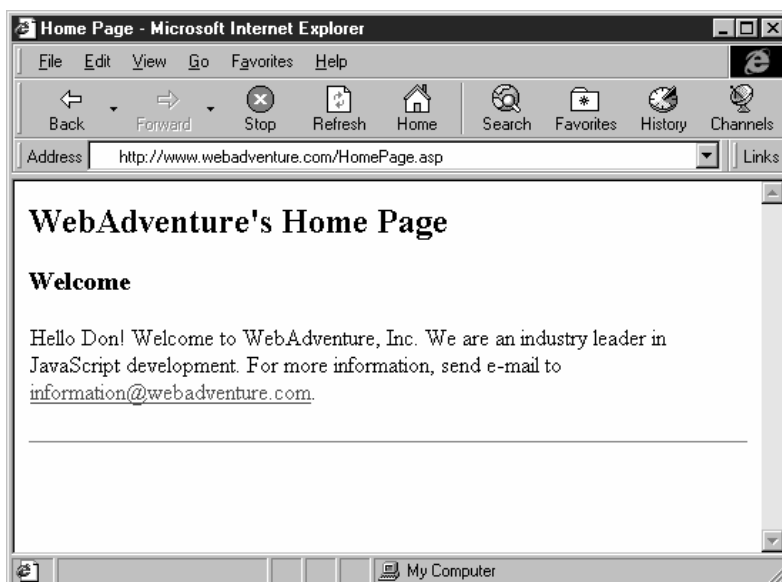 Home Page - Microsoft Internet Explorer
File Edit View Go Favorites Help
Back Forward Stop Refresh Home Search Favorites History Channels
Address http://www.webadventure.com/HomePage.asp Links
WebAdventure's Home Page
Welcome
Hello Don! Welcome to WebAdventure, Inc. We are an industry leader in
JavaScript development. For more information, send e-mail to
information@webadventure.com.
My Computer